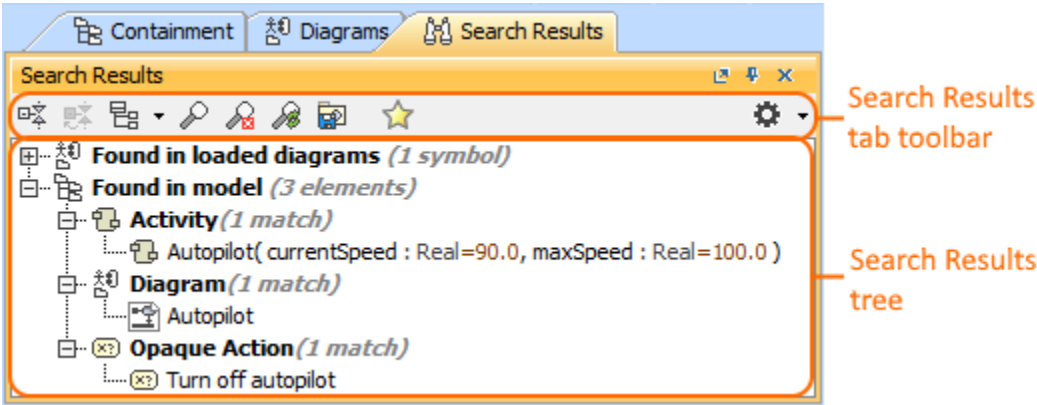 Containment Diagrams Search Results
Search Results
Search Results
tab toolbar
Found in loaded diagrams (1 symbol)
Found in model (3 elements)
Activity (1 match)
Autopilot( currentSpeed : Real=90.0, maxSpeed : Real=100.0 )
Diagram (1 match)
Autopilot
Opaque Action (1 match)
Turn off autopilot
Search Results
tree